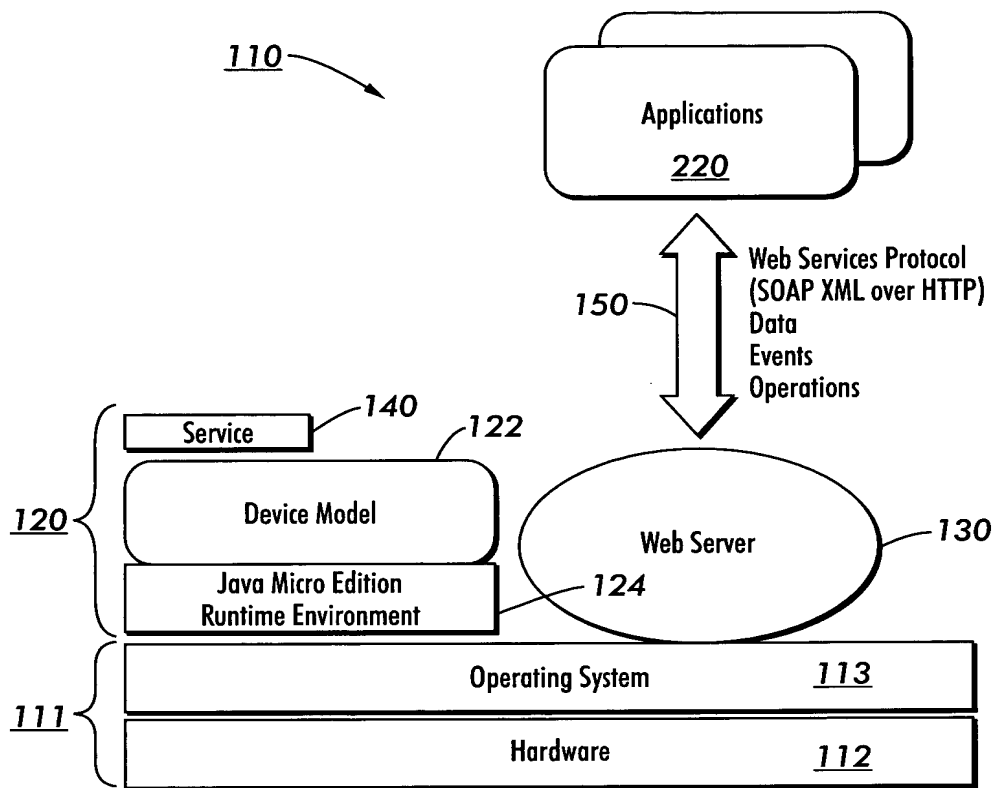 110
Applications
220
150
Web Services Protocol
(SOAP XML over HTTP)
Data
Events
Operations
140
Service
122
120
Device Model
Web Server
130
Java Micro Edition
Runtime Environment
124
111
Operating System
113
Hardware
112